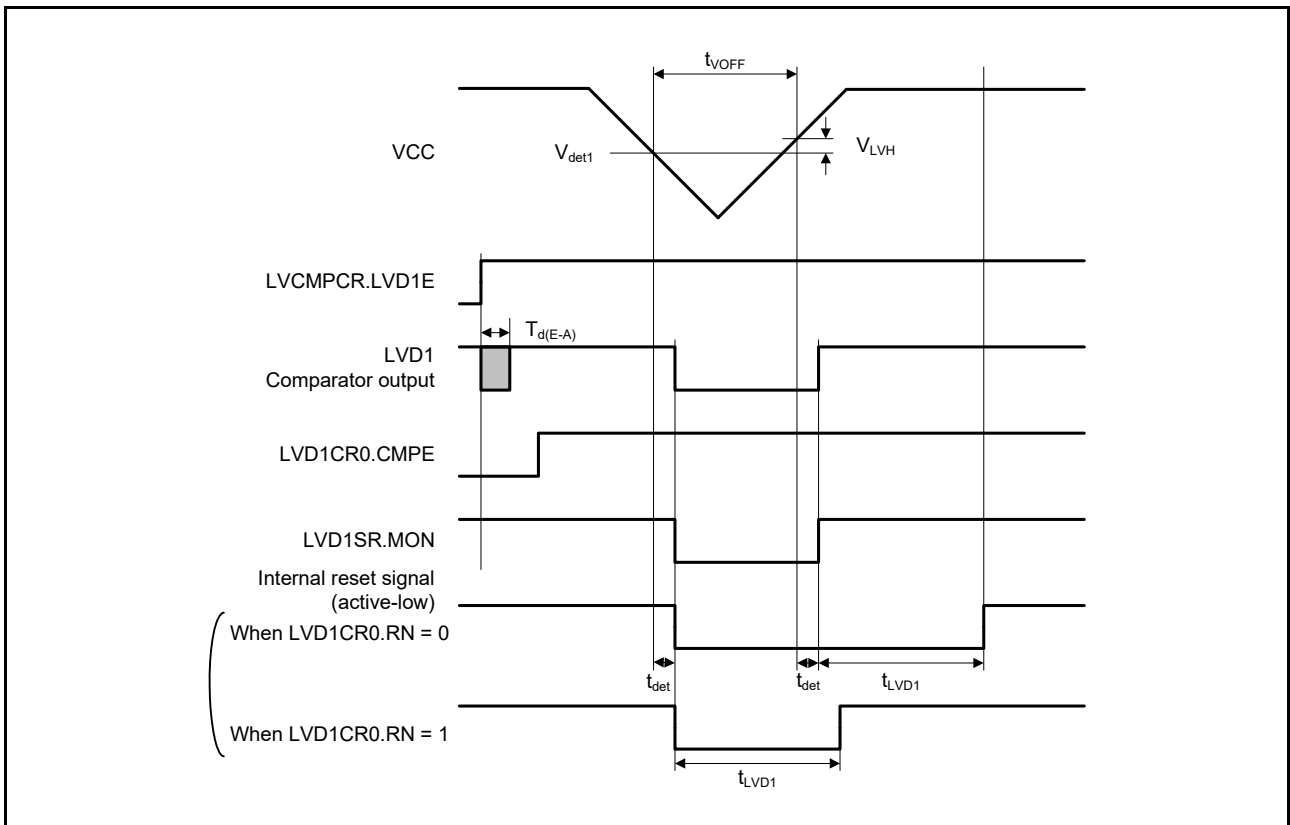 tVOFF
VCC
Vdet1
VLVH
LVCMPCR.LVD1E
Td(E-A)
LVD1
Comparator output
LVD1CR0.CMPE
LVD1SR.MON
Internal reset signal
(active-low)
When LVD1CR0.RN = 0
tdet
tdet
tLVD1
When LVD1CR0.RN = 1
tLVD1